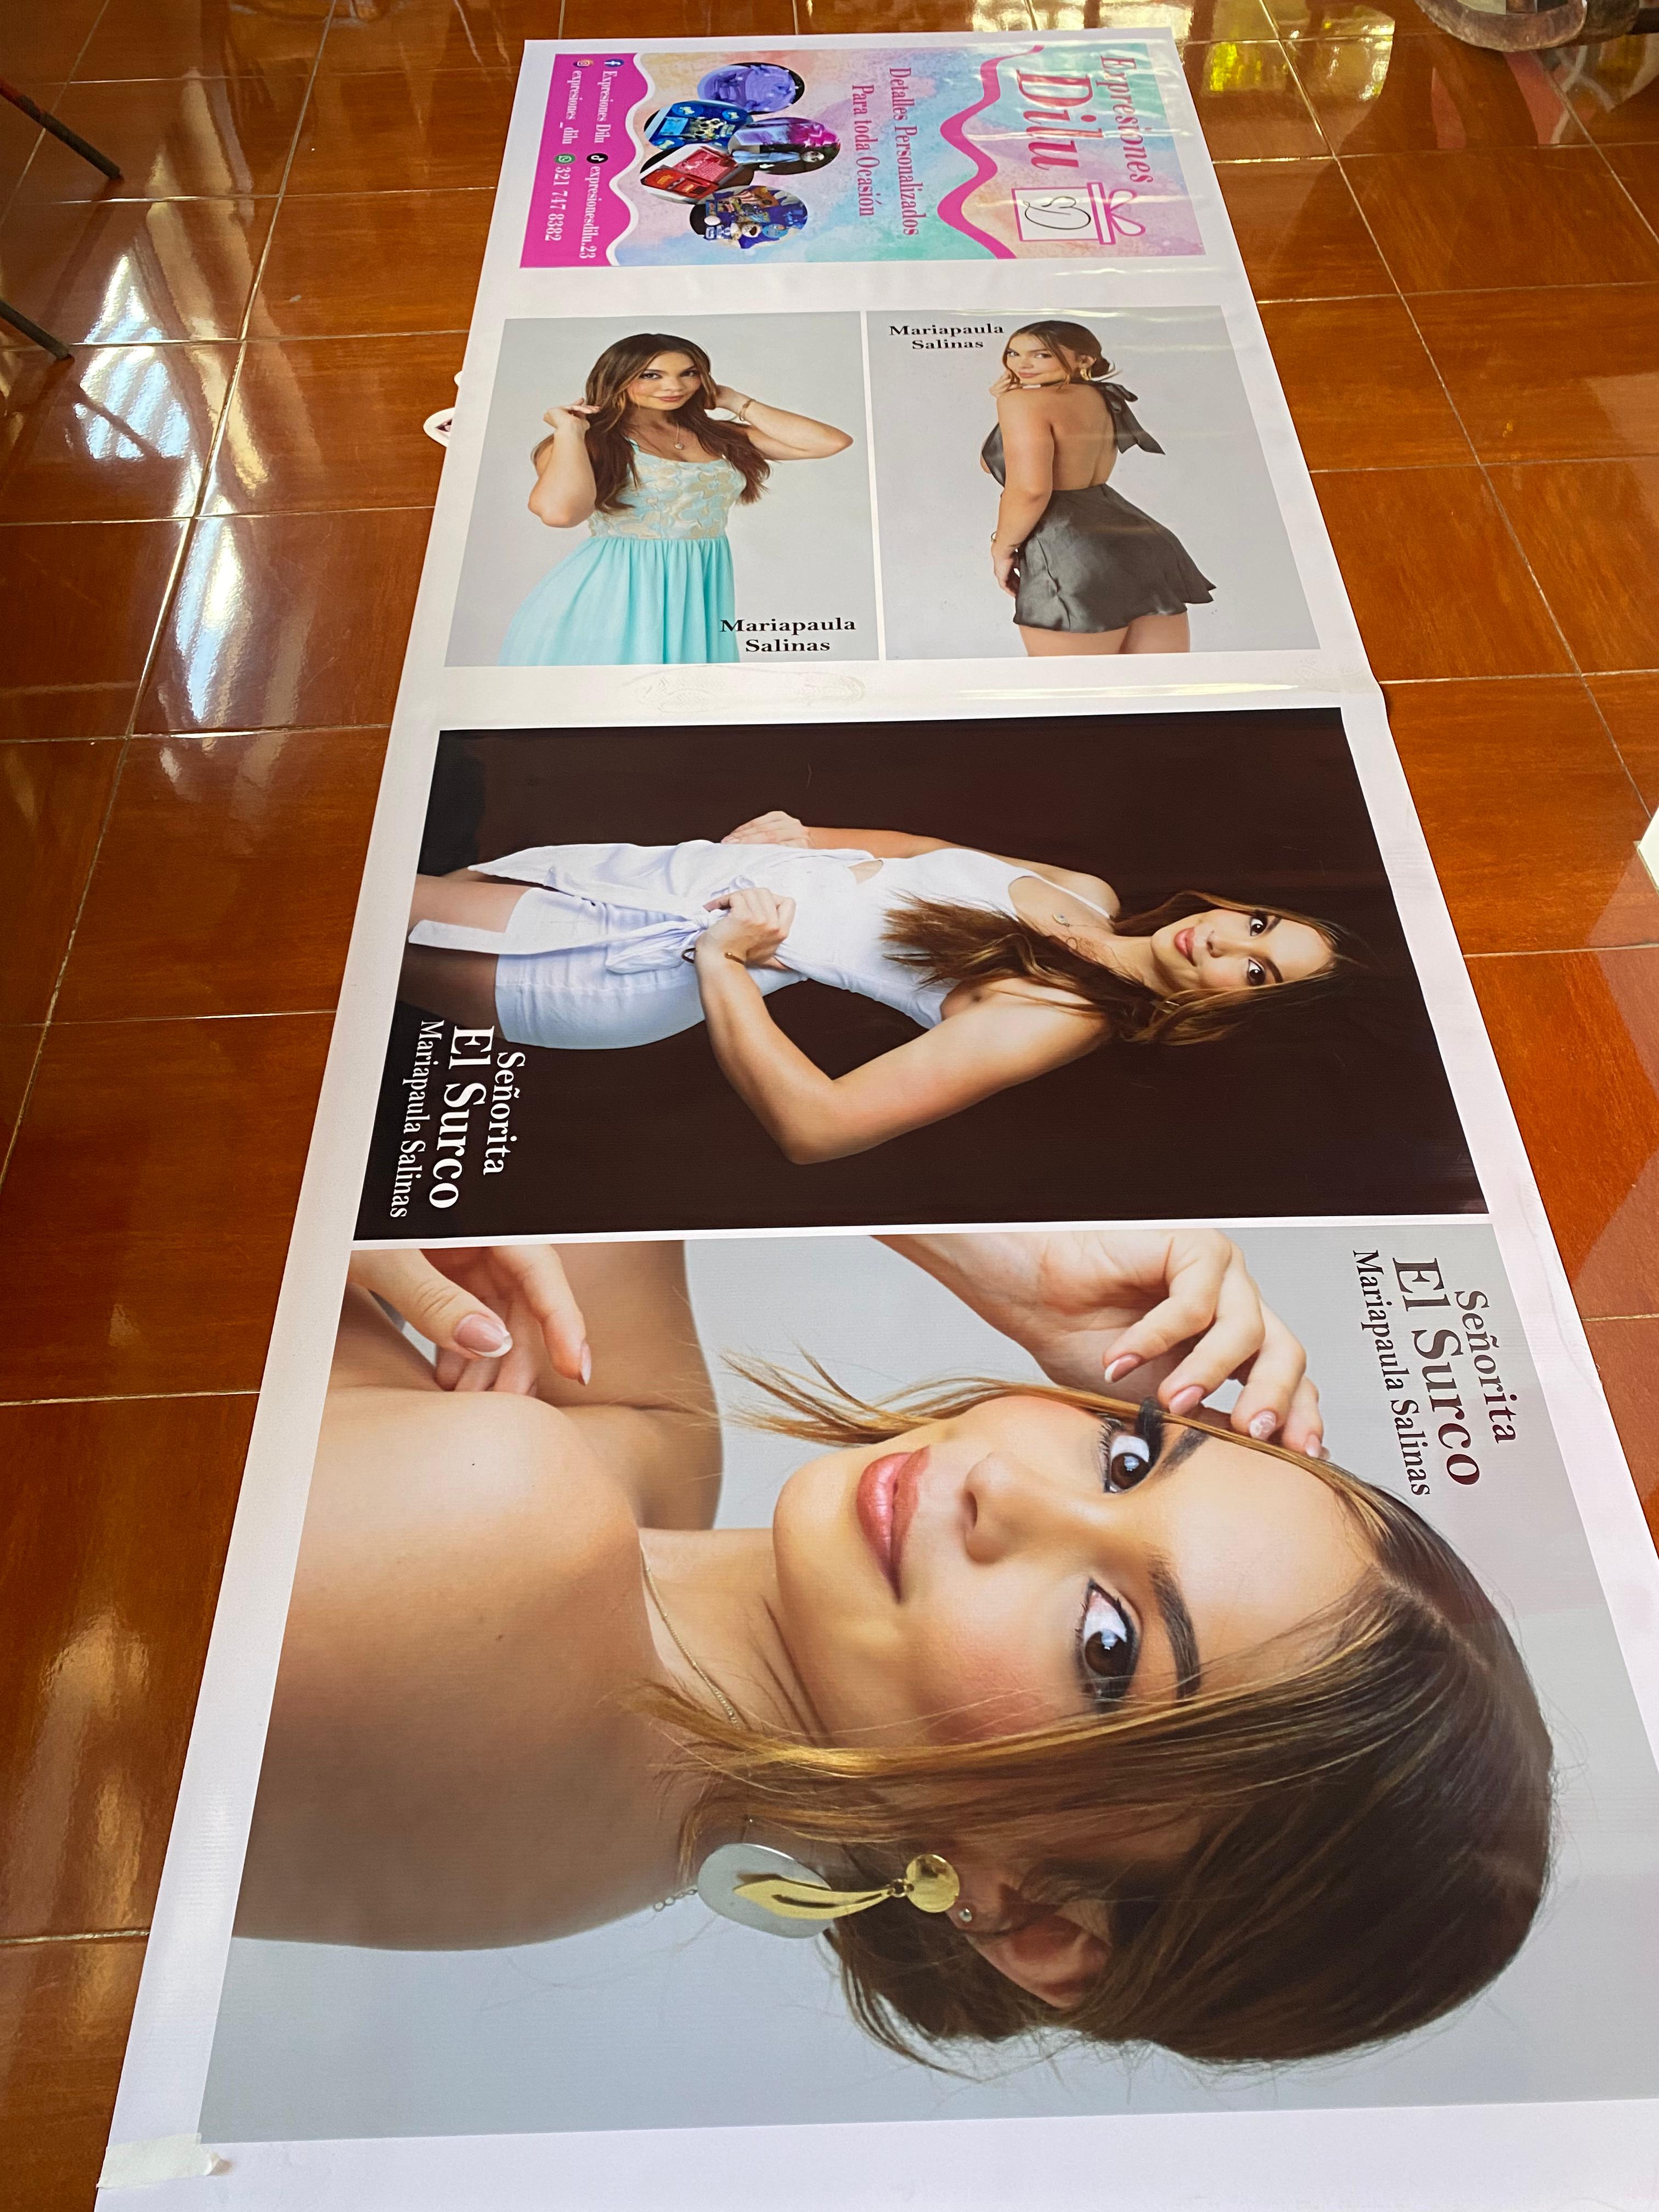 Expresiones
Dilu
SD
Detalles Personalizados
Para toda Ocasión
Expresiones Dilu expresionesdilu.23
expresiones_dilu 321 747 8382
Mariapaula
Salinas
Mariapaula
Salinas
Señorita
El Surco
Mariapaula Salinas
Señorita
El Surco
Mariapaula Salinas